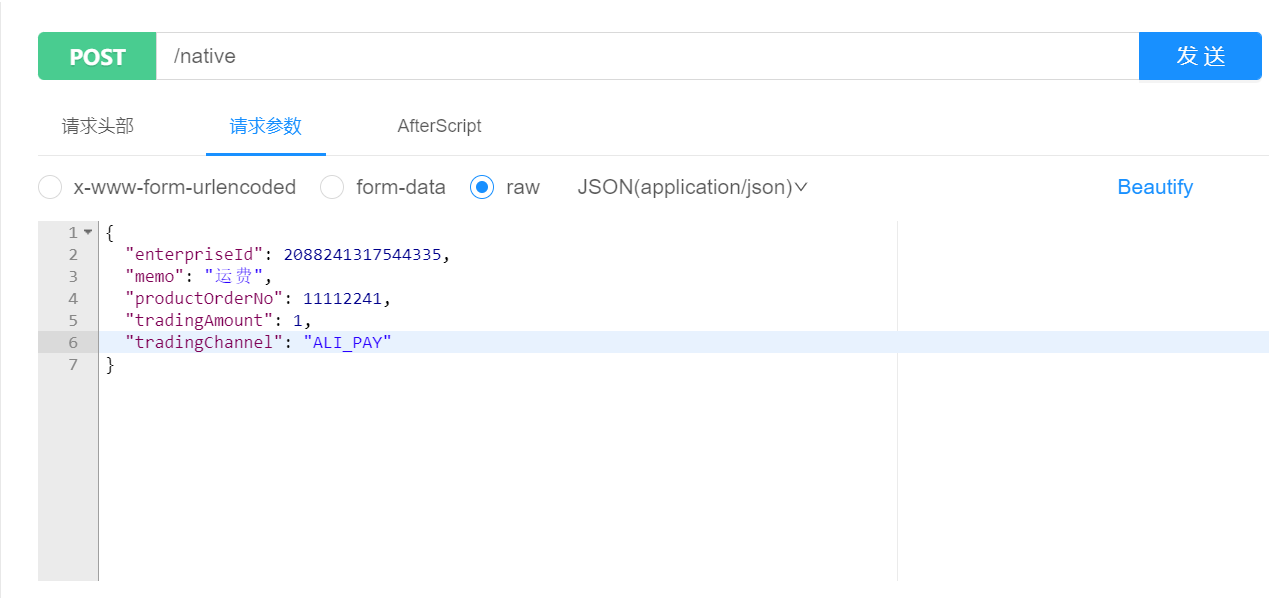 POST /native 发 送
请求头部 请求参数 AfterScript
x-www-form-urlencoded form-data raw JSON(application/json) Beautify
1 {
2 "enterpriseId": 2088241317544335,
3 "memo": "运费",
4 "productOrderNo": 11112241,
5 "tradingAmount": 1,
6 "tradingChannel": "ALI_PAY"
7 }